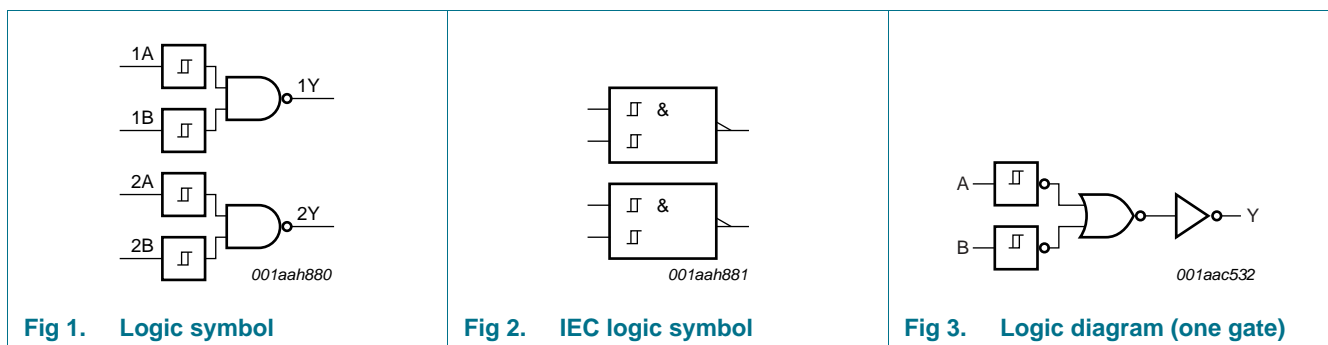 1A
1B
1Y
2A
2B
2Y
001aah880
Fig 1. Logic symbol
&
&
001aah881
Fig 2. IEC logic symbol
A
B
Y
001aac532
Fig 3. Logic diagram (one gate)